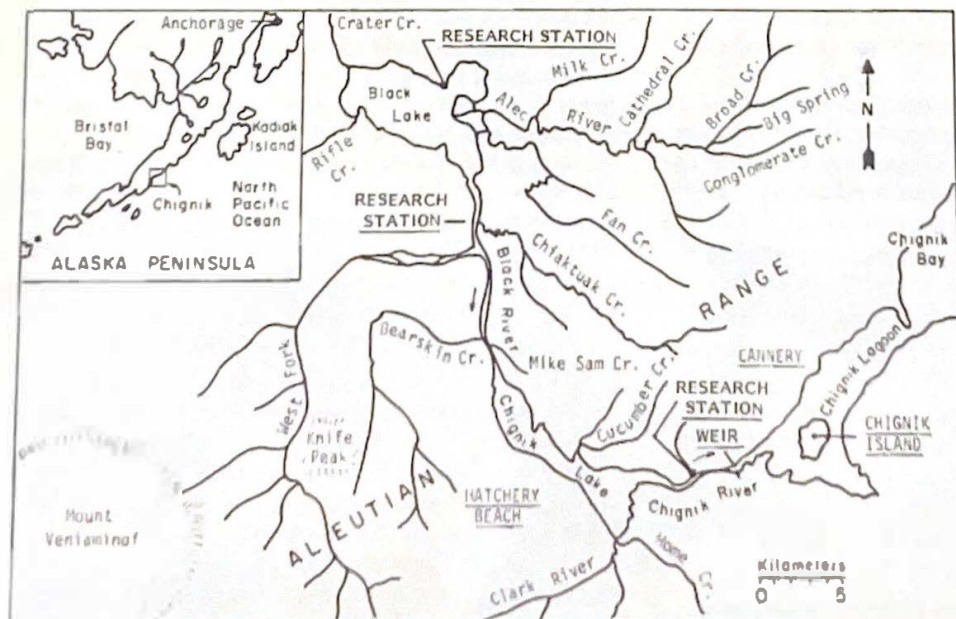 Anchorage
Bristol
Bay
Kodiak
Island
Chignik
North
Pacific
Ocean
ALASKA PENINSULA
Crater Cr.
RESEARCH STATION
Black
Lake
Alec
River
Milk Cr.
Cathedral Cr.
Broad Cr.
Big Spring
Conglomerate Cr.
N
Rifle
Cr.
RESEARCH
STATION
Fan Cr.
Chiaktuak Cr.
Black River
RANGE
Chignik
Bay
West Fork
Bearskin Cr.
Mike Sam Cr.
Cucumber Cr.
CANNERY
RESEARCH
STATION
WEIR
Chignik Lagoon
CHIGNIK
ISLAND
Knife
Peak
Chignik
Lake
Chignik River
HATCHERY
BEACH
ALEUTIAN
Mount
Veniaminof
Clark River
Home
Cr.
Kilometers
0 5